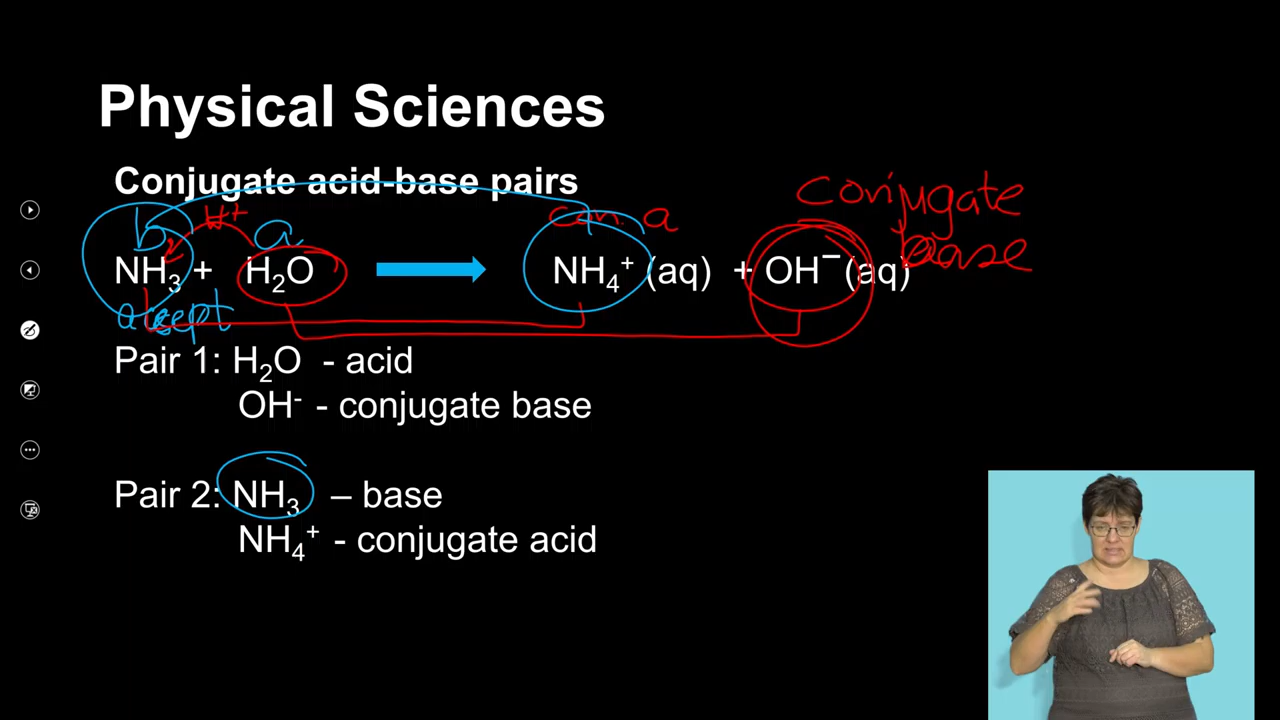 Physical Sciences
Conjugate acid-base pairs
conjugate
b H+ a con. a base
NH₃ + H₂O NH₄⁺ (aq) + OH⁻ (aq)
Pair 1: H₂O - acid
OH⁻ - conjugate base
Pair 2: NH₃ – base
NH₄⁺ - conjugate acid